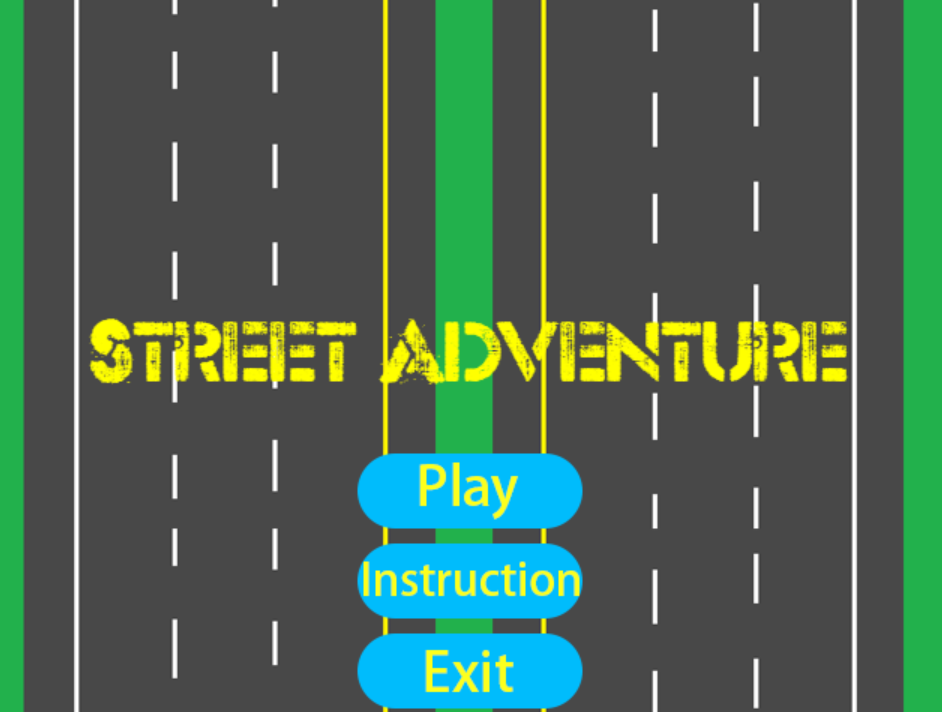 STREET ADVENTURE
Play
Instruction
Exit